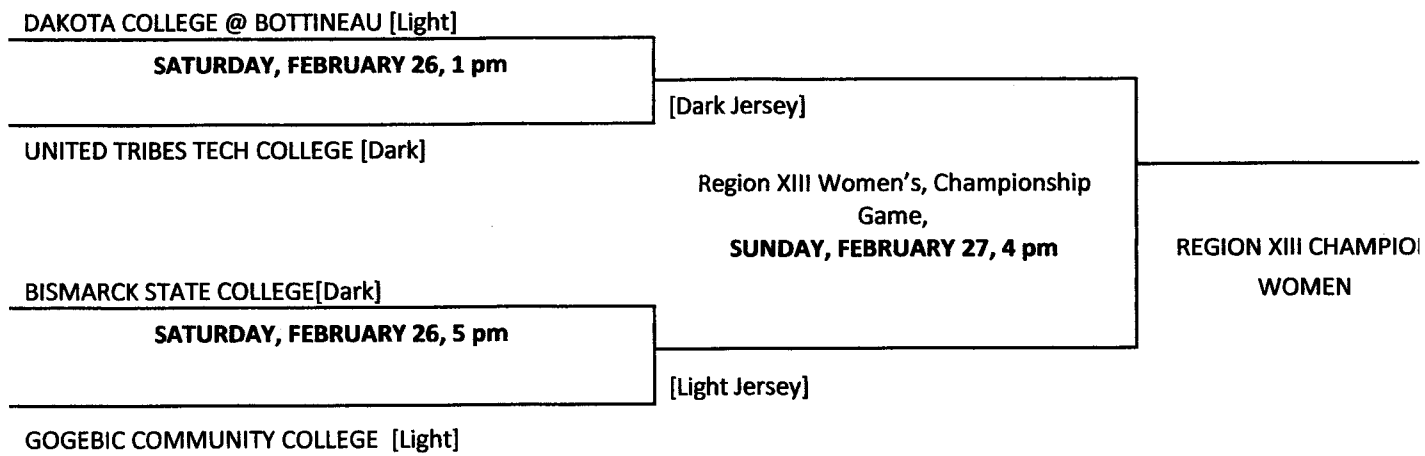 DAKOTA COLLEGE @ BOTTINEAU [Light]
SATURDAY, FEBRUARY 26, 1 pm
[Dark Jersey]
UNITED TRIBES TECH COLLEGE [Dark]
Region XIII Women's, Championship
Game,
SUNDAY, FEBRUARY 27, 4 pm
REGION XIII CHAMPIO
WOMEN
BISMARCK STATE COLLEGE[Dark]
SATURDAY, FEBRUARY 26, 5 pm
[Light Jersey]
GOGEBIC COMMUNITY COLLEGE [Light]